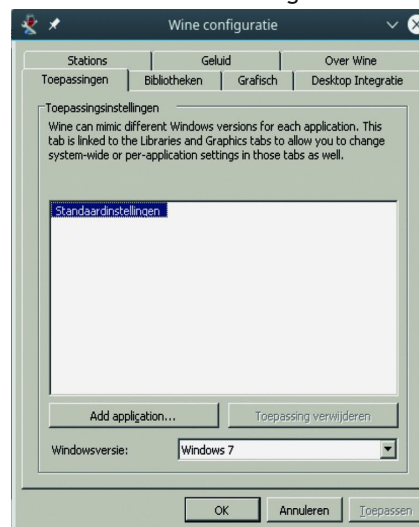 Wine configuratie
Stations Geluid Over Wine
Toepassingen Bibliotheken Grafisch Desktop Integratie
Toepassingsinstellingen
Wine can mimic different Windows versions for each application. This
tab is linked to the Libraries and Graphics tabs to allow you to change
system-wide or per-application settings in those tabs as well.
Standaardinstellingen
Add application... Toepassing verwijderen
Windowsversie: Windows 7
OK Annuleren Toepassen